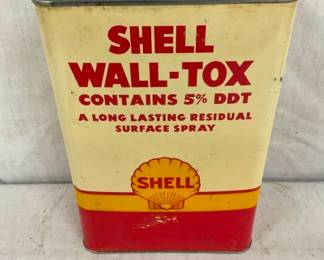 SHELL
WALL-TOX
CONTAINS 5% DDT
A LONG LASTING RESIDUAL
SURFACE SPRAY
SHELL